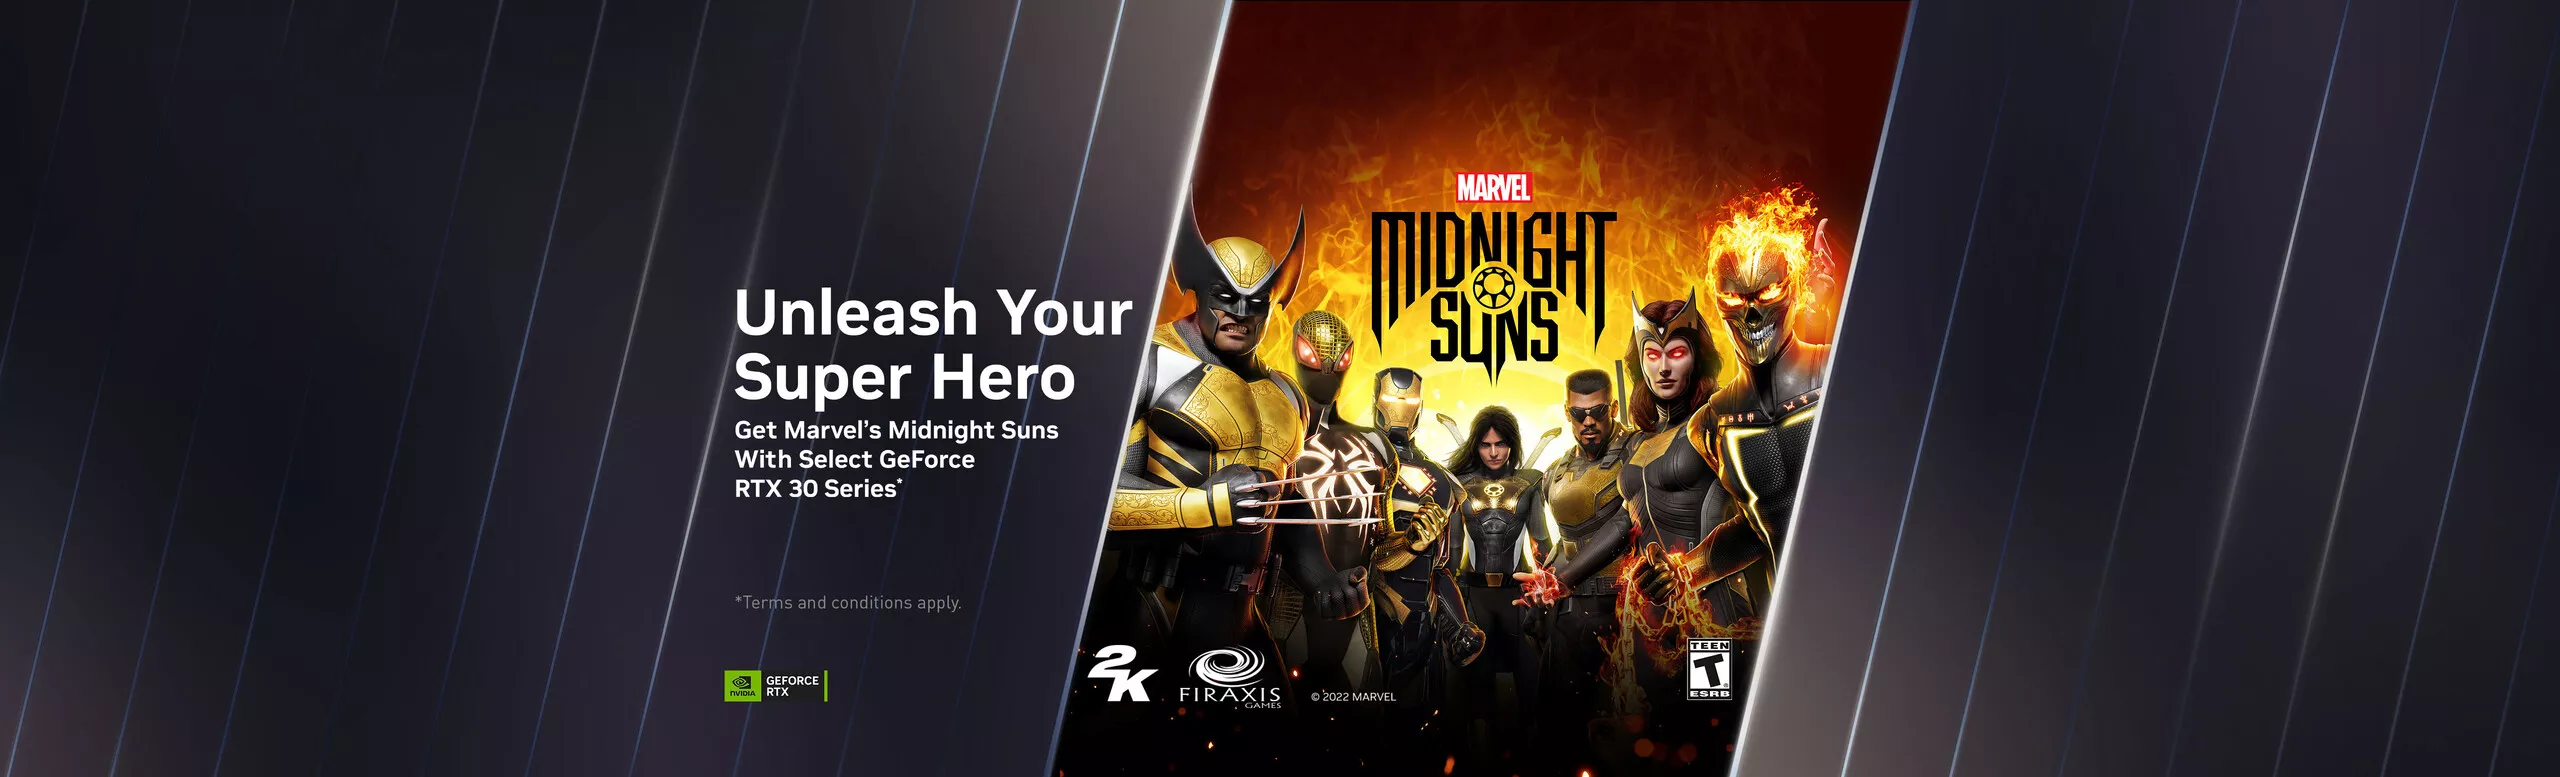 Unleash Your
Super Hero
Get Marvel's Midnight Suns
With Select GeForce
RTX 30 Series*
*Terms and conditions apply.
NVIDIA
GEFORCE
RTX
MARVEL
MIDNIGHT
SUNS
2K
FIRAXIS
GAMES
© 2022 MARVEL
TEEN
T
ESRB